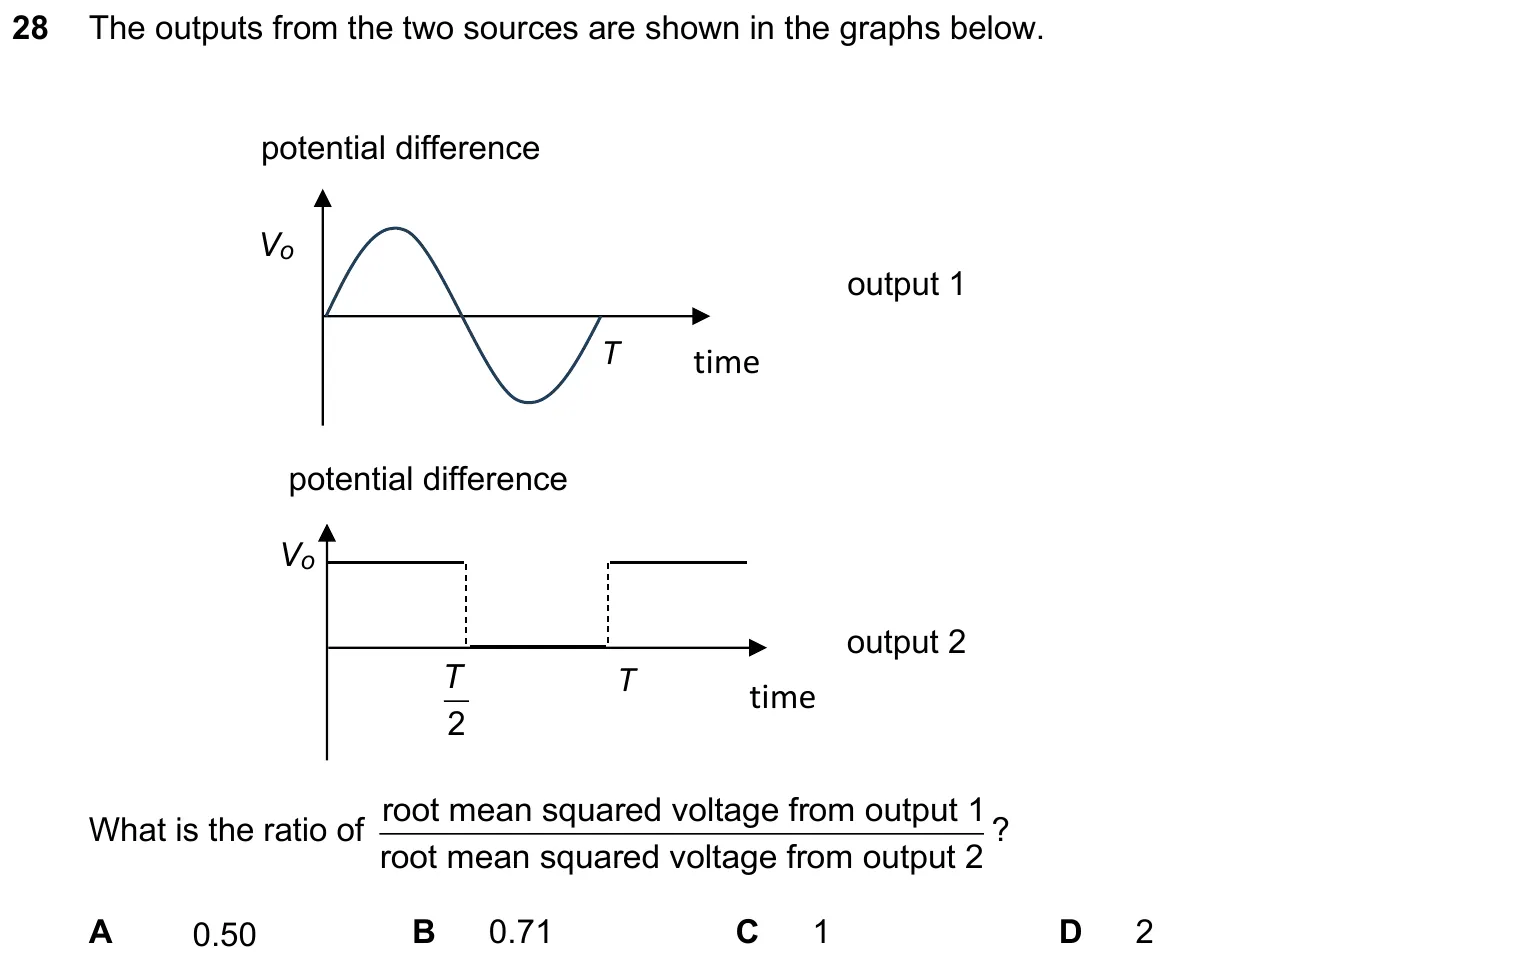 28 The outputs from the two sources are shown in the graphs below.
potential difference
Vo
output 1
T
time
potential difference
Vo
output 2
T
2
T
time
What is the ratio of root mean squared voltage from output 1
root mean squared voltage from output 2 ?
A 0.50 B 0.71 C 1 D 2